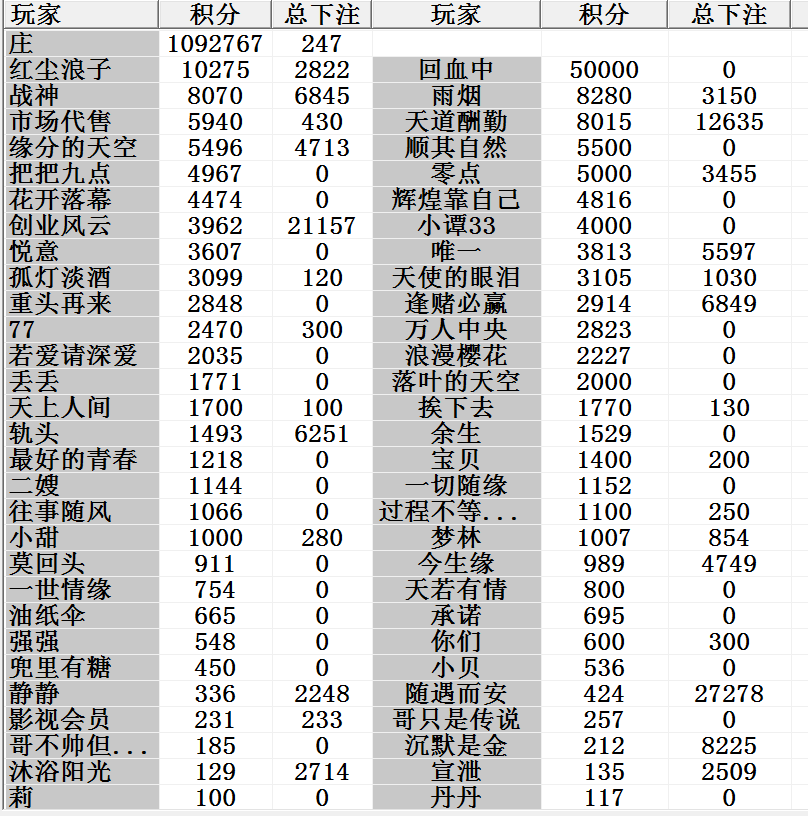 玩家 积分 总下注 玩家 积分 总下注
庄 1092767 247
红尘浪子 10275 2822 回血中 50000 0
战神 8070 6845 雨烟 8280 3150
市场代售 5940 430 天道酬勤 8015 12635
缘分的天空 5496 4713 顺其自然 5500 0
把把九点 4967 0 零点 5000 3455
花开落幕 4474 0 辉煌靠自己 4816 0
创业风云 3962 21157 小谭33 4000 0
悦意 3607 0 唯一 3813 5597
孤灯淡酒 3099 120 天使的眼泪 3105 1030
重头再来 2848 0 逢赌必赢 2914 6849
77 2470 300 万人中央 2823 0
若爱请深爱 2035 0 浪漫樱花 2227 0
丢丢 1771 0 落叶的天空 2000 0
天上人间 1700 100 挨下去 1770 130
轨头 1493 6251 余生 1529 0
最好的青春 1218 0 宝贝 1400 200
二嫂 1144 0 一切随缘 1152 0
往事随风 1066 0 过程不等... 1100 250
小甜 1000 280 梦林 1007 854
莫回头 911 0 今生缘 989 4749
一世情缘 754 0 天若有情 800 0
油纸伞 665 0 承诺 695 0
强强 548 0 你们 600 300
兜里有糖 450 0 小贝 536 0
静静 336 2248 随遇而安 424 27278
影视会员 231 233 哥只是传说 257 0
哥不帅但... 185 0 沉默是金 212 8225
沐浴阳光 129 2714 宣泄 135 2509
莉 100 0 丹丹 117 0